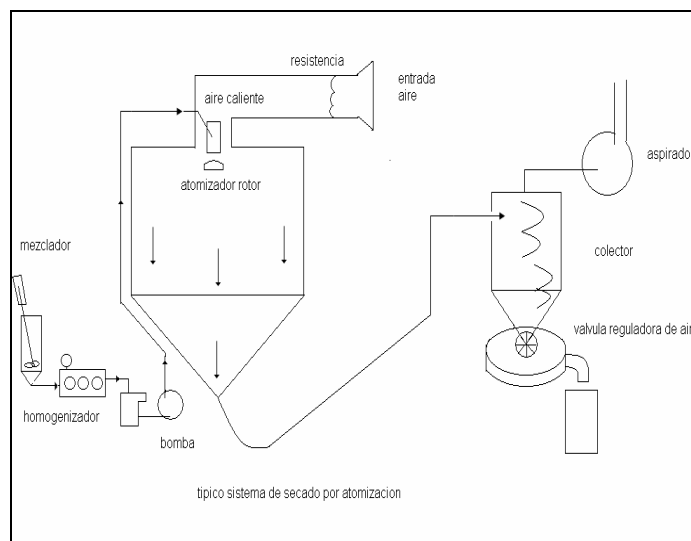 resistencia
aire caliente
entrada
aire
aspirado
atomizador rotor
mezclador
colector
valvula reguladora de air
homogenizador
bomba
tipico sistema de secado por atomizacion